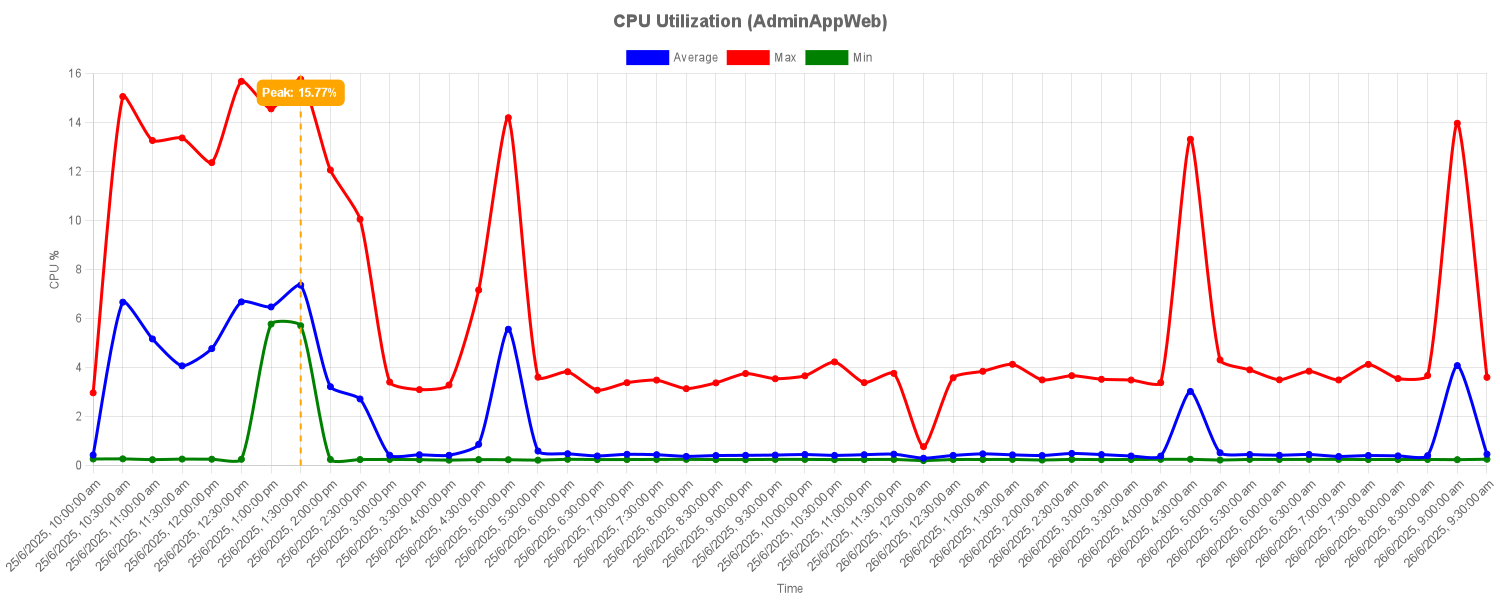 CPU Utilization (AdminAppWeb)
Average Max Min
Peak: 15.77%
16
14
12
10
8
6
4
2
0
CPU %
25/6/2025, 10:00:00 am
25/6/2025, 10:30:00 am
25/6/2025, 11:00:00 am
25/6/2025, 11:30:00 am
25/6/2025, 12:00:00 pm
25/6/2025, 12:30:00 pm
25/6/2025, 1:00:00 pm
25/6/2025, 1:30:00 pm
25/6/2025, 2:00:00 pm
25/6/2025, 2:30:00 pm
25/6/2025, 3:00:00 pm
25/6/2025, 3:30:00 pm
25/6/2025, 4:00:00 pm
25/6/2025, 4:30:00 pm
25/6/2025, 5:00:00 pm
25/6/2025, 5:30:00 pm
25/6/2025, 6:00:00 pm
25/6/2025, 6:30:00 pm
25/6/2025, 7:00:00 pm
25/6/2025, 7:30:00 pm
25/6/2025, 8:00:00 pm
25/6/2025, 8:30:00 pm
25/6/2025, 9:00:00 pm
25/6/2025, 9:30:00 pm
25/6/2025, 10:00:00 pm
25/6/2025, 10:30:00 pm
25/6/2025, 11:00:00 pm
25/6/2025, 11:30:00 pm
26/6/2025, 12:00:00 am
26/6/2025, 12:30:00 am
26/6/2025, 1:00:00 am
26/6/2025, 1:30:00 am
26/6/2025, 2:00:00 am
26/6/2025, 2:30:00 am
26/6/2025, 3:00:00 am
26/6/2025, 3:30:00 am
26/6/2025, 4:00:00 am
26/6/2025, 4:30:00 am
26/6/2025, 5:00:00 am
26/6/2025, 5:30:00 am
26/6/2025, 6:00:00 am
26/6/2025, 6:30:00 am
26/6/2025, 7:00:00 am
26/6/2025, 7:30:00 am
26/6/2025, 8:00:00 am
26/6/2025, 8:30:00 am
26/6/2025, 9:00:00 am
26/6/2025, 9:30:00 am
Time